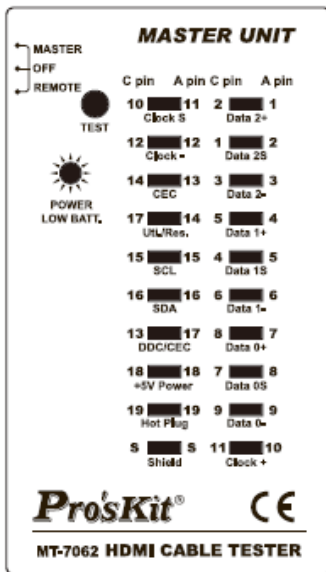 MASTER UNIT
MASTER
OFF
REMOTE
TEST
POWER
LOW BATT.
C pin A pin C pin A pin
10 11 2 1
Clock S Data 2+
12 12 1 2
Clock - Data 2S
14 13 3 3
CEC Data 2-
17 14 5 4
Utl./Res. Data 1+
15 15 4 5
SCL Data 1S
16 16 6 6
SDA Data 1-
13 17 8 7
DDC/CEC Data 0+
18 18 7 8
+5V Power Data 0S
19 19 9 9
Hot Plug Data 0-
S S 11 10
Shield Clock +
Pro'sKit® CE
MT-7062 HDMI CABLE TESTER